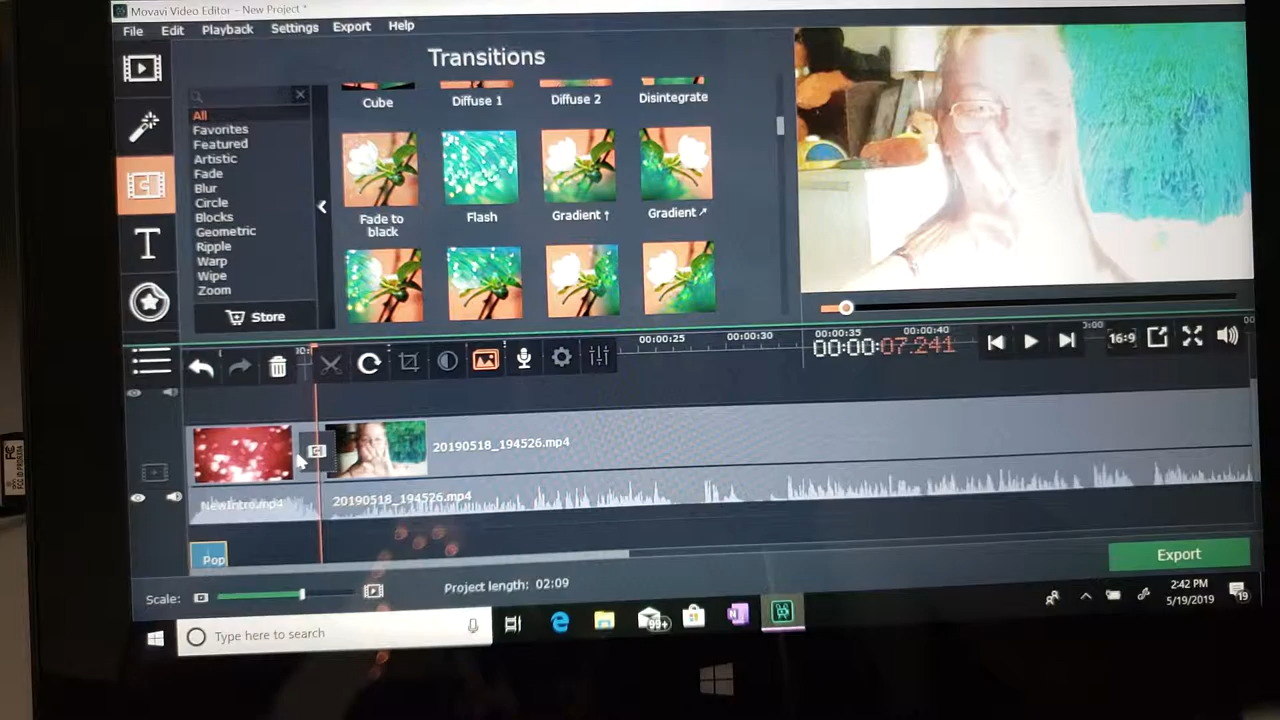 Movavi Video Editor - New Project *
File Edit Playback Settings Export Help
Transitions
All
Favorites
Featured
Artistic
Fade
Blur
Circle
Blocks
Geometric
Ripple
Warp
Wipe
Zoom
Store
Cube Diffuse 1 Diffuse 2 Disintegrate
Fade to
black
Flash Gradient ↑ Gradient ↗
00:00:25 00:00:30 00:00:35 00:00:40
00:00:07.241
16:9
20190518_194526.mp4
NewIntro.mp4
20190518_194526.mp4
Pop
Export
Scale:
Project length: 02:09
Type here to search
99+
2:42 PM
5/19/2019
19